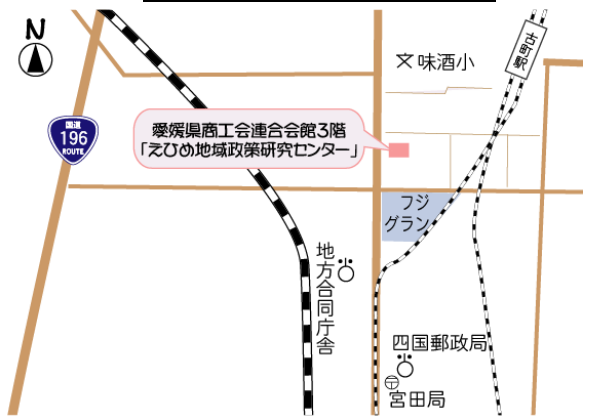 N
古町駅
文 味酒小
国道
196
ROUTE
愛媛県商工会連合会館3階
「えひめ地域政策研究センター」
フジ
グラン
地方合同庁舎
四国郵政局
〒
宮田局